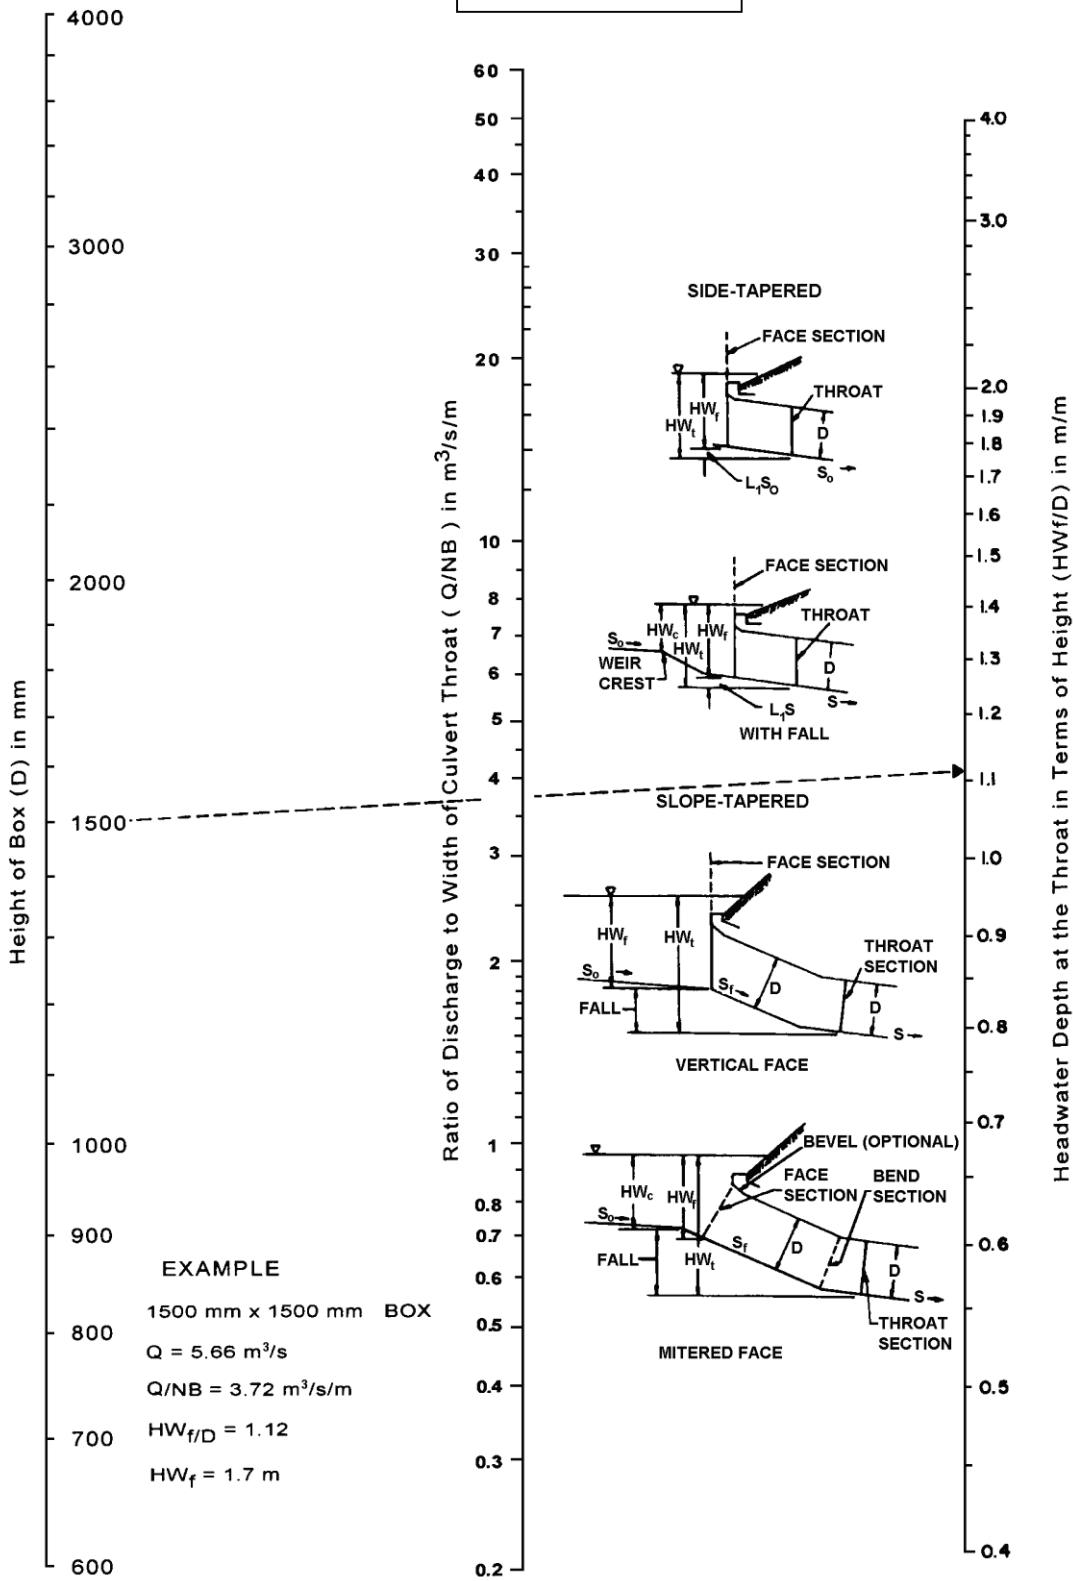 4000
3000
2000
1500
1000
900
800
700
600
Height of Box (D) in mm
60
50
40
30
20
10
8
7
6
5
4
3
2
1
0.8
0.7
0.6
0.5
0.4
0.3
0.2
Ratio of Discharge to Width of Culvert Throat ( Q/NB ) in m³/s/m
SIDE-TAPERED
FACE SECTION
THROAT
HWf
HWt
D
So
L₁So
FACE SECTION
THROAT
HWc
HWf
HWt
So
WEIR
CREST
D
S
L₁S
WITH FALL
SLOPE-TAPERED
FACE SECTION
HWf
HWt
THROAT
SECTION
So
Sf
D
D
FALL
S
VERTICAL FACE
BEVEL (OPTIONAL)
FACE
SECTION
BEND
SECTION
HWc
HWf
So
Sf
D
FALL
HWt
D
S
THROAT
SECTION
MITERED FACE
4.0
3.0
2.0
1.9
1.8
1.7
1.6
1.5
1.4
1.3
1.2
1.1
1.0
0.9
0.8
0.7
0.6
0.5
0.4
Headwater Depth at the Throat in Terms of Height (HWf/D) in m/m
EXAMPLE
1500 mm x 1500 mm BOX
Q = 5.66 m³/s
Q/NB = 3.72 m³/s/m
HWf/D = 1.12
HWf = 1.7 m